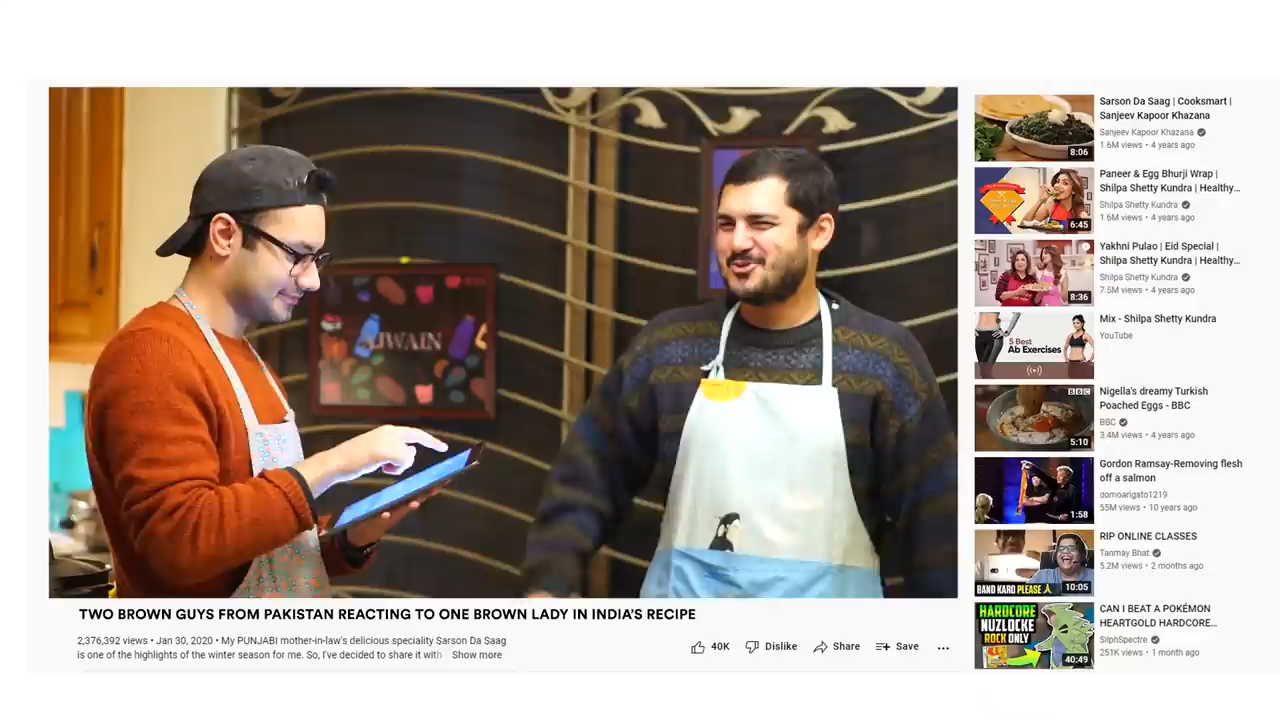 AJWAIN
TWO BROWN GUYS FROM PAKISTAN REACTING TO ONE BROWN LADY IN INDIA'S RECIPE
2,376,392 views • Jan 30, 2020 • My PUNJABI mother-in-law's delicious speciality Sarson Da Saag
is one of the highlights of the winter season for me. So, I've decided to share it with Show more
40K Dislike Share Save ...
8:06
Sarson Da Saag | Cooksmart |
Sanjeev Kapoor Khazana
Sanjeev Kapoor Khazana
1.6M views • 4 years ago
6:45
Paneer & Egg Bhurji Wrap |
Shilpa Shetty Kundra | Healthy...
Shilpa Shetty Kundra
1.6M views • 4 years ago
8:36
Yakhni Pulao | Eid Special |
Shilpa Shetty Kundra | Healthy...
Shilpa Shetty Kundra
7.5M views • 4 years ago
5 Best
Ab Exercises
Mix - Shilpa Shetty Kundra
YouTube
BBC
5:10
Nigella's dreamy Turkish
Poached Eggs - BBC
BBC
3.4M views • 4 years ago
1:58
Gordon Ramsay-Removing flesh
off a salmon
domoarigato1219
55M views • 10 years ago
BAND KARO PLEASE
10:05
RIP ONLINE CLASSES
Tanmay Bhat
5.2M views • 2 months ago
HARDCORE
NUZLOCKE
ROCK ONLY
40:49
CAN I BEAT A POKÉMON
HEARTGOLD HARDCORE...
SilphSpectre
251K views • 1 month ago